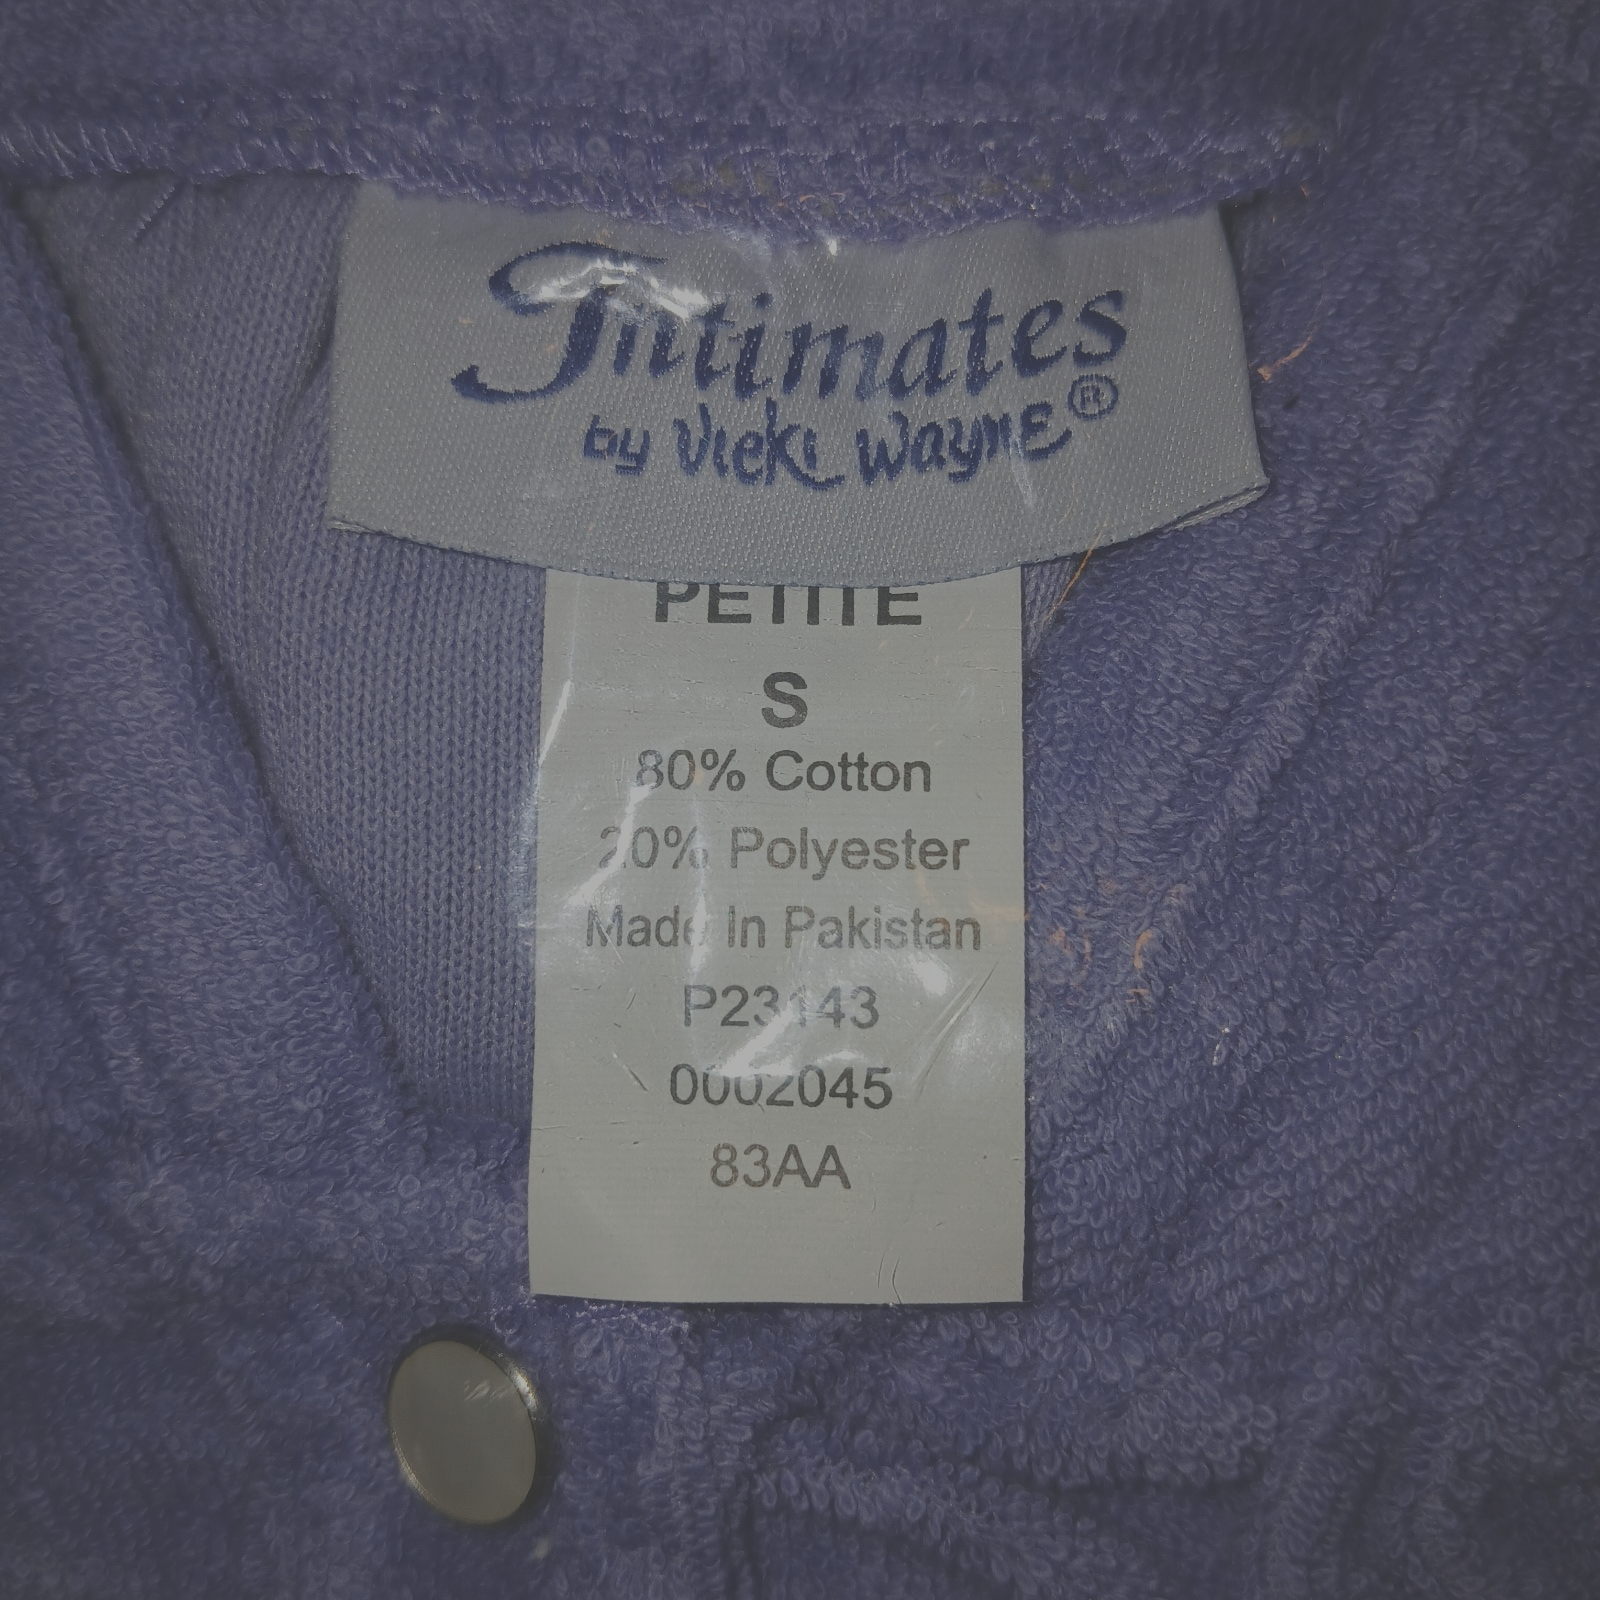 Intimates
by Vicki Wayne®
PETITE
S
80% Cotton
20% Polyester
Made In Pakistan
P23143
0002045
83AA